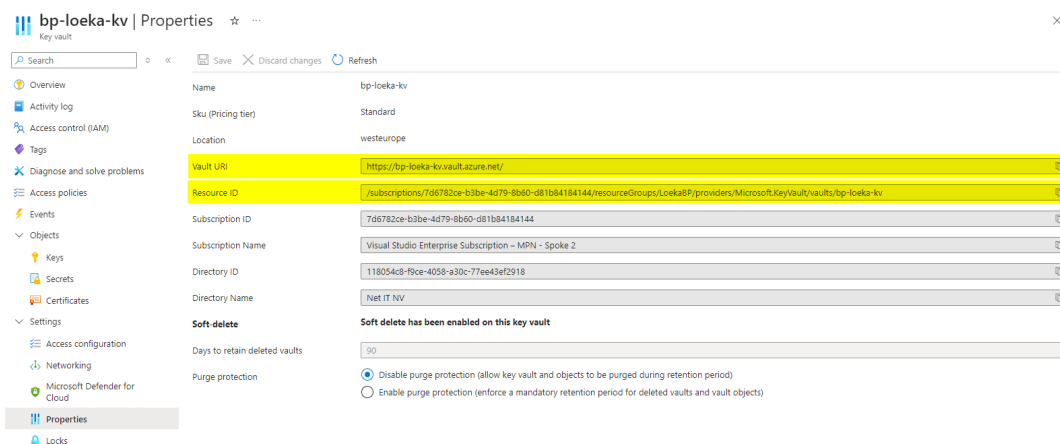 bp-loeka-kv | Properties ☆ ···
Key vault
Search
Save Discard changes Refresh
Overview
Activity log
Access control (IAM)
Tags
Diagnose and solve problems
Access policies
Events
Objects
Keys
Secrets
Certificates
Settings
Access configuration
Networking
Microsoft Defender for
Cloud
Properties
Locks
Name bp-loeka-kv
Sku (Pricing tier) Standard
Location westeurope
Vault URI https://bp-loeka-kv.vault.azure.net/
Resource ID /subscriptions/7d6782ce-b3be-4d79-8b60-d81b84184144/resourceGroups/LoekaBP/providers/Microsoft.KeyVault/vaults/bp-loeka-kv
Subscription ID 7d6782ce-b3be-4d79-8b60-d81b84184144
Subscription Name Visual Studio Enterprise Subscription – MPN - Spoke 2
Directory ID 118054c8-f9ce-4058-a30c-77ee43ef2918
Directory Name Net IT NV
Soft-delete Soft delete has been enabled on this key vault
Days to retain deleted vaults 90
Purge protection Disable purge protection (allow key vault and objects to be purged during retention period)
Enable purge protection (enforce a mandatory retention period for deleted vaults and vault objects)